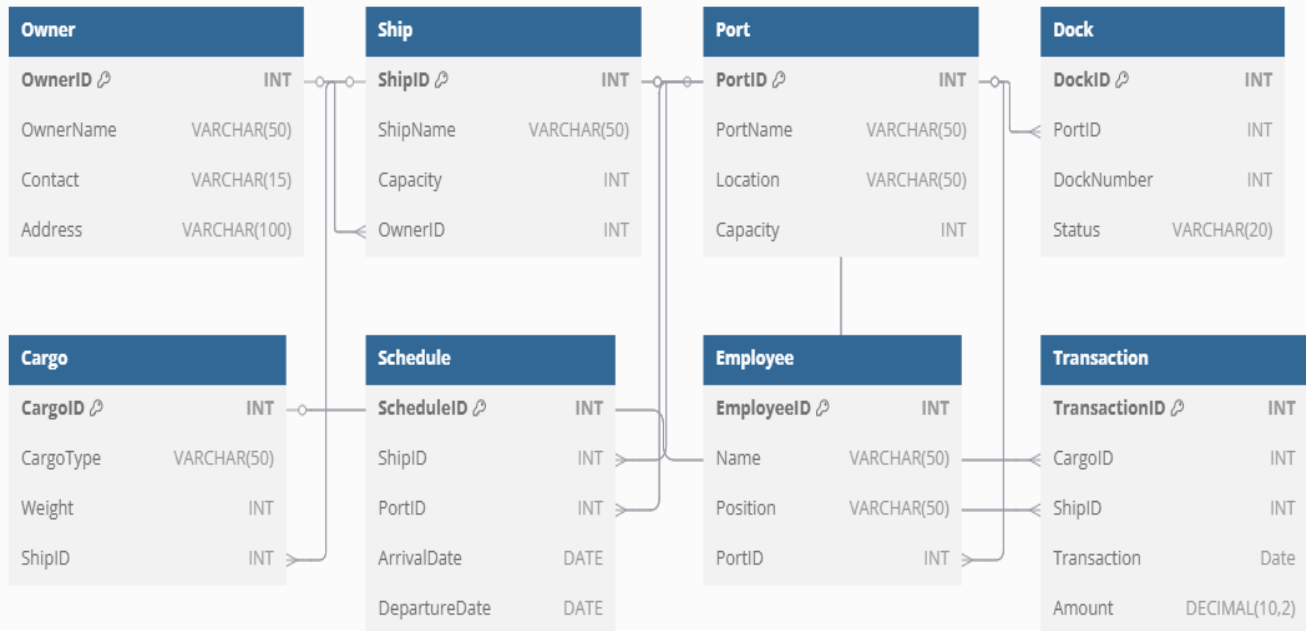 Owner
OwnerID INT
OwnerName VARCHAR(50)
Contact VARCHAR(15)
Address VARCHAR(100)
Ship
ShipID INT
ShipName VARCHAR(50)
Capacity INT
OwnerID INT
Port
PortID INT
PortName VARCHAR(50)
Location VARCHAR(50)
Capacity INT
Dock
DockID INT
PortID INT
DockNumber INT
Status VARCHAR(20)
Cargo
CargoID INT
CargoType VARCHAR(50)
Weight INT
ShipID INT
Schedule
ScheduleID INT
ShipID INT
PortID INT
ArrivalDate DATE
DepartureDate DATE
Employee
EmployeeID INT
Name VARCHAR(50)
Position VARCHAR(50)
PortID INT
Transaction
TransactionID INT
CargoID INT
ShipID INT
Transaction Date
Amount DECIMAL(10,2)